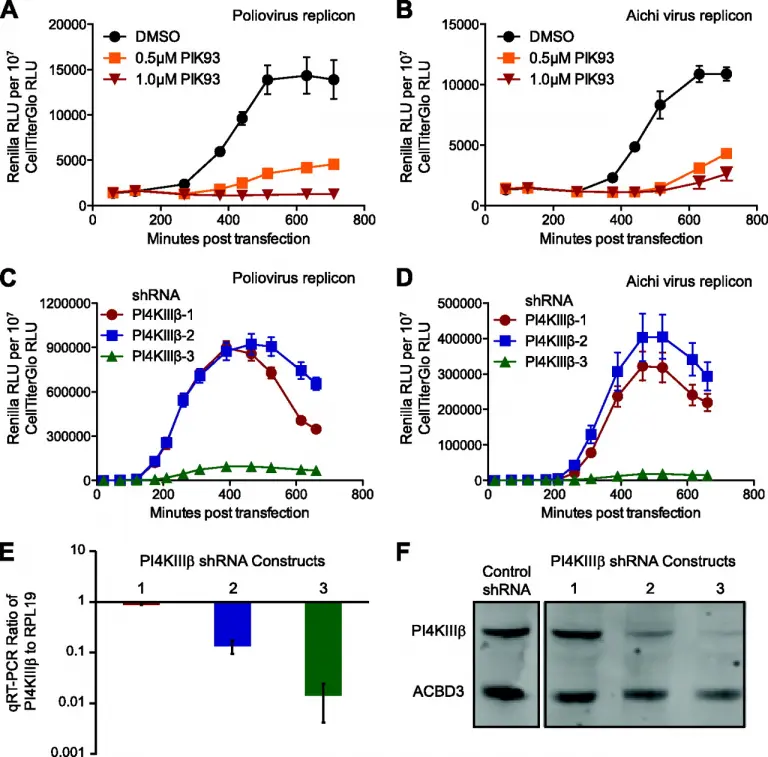 A
Poliovirus replicon
20000
15000
10000
5000
0
0 200 400 600 800
DMSO
0.5μM PIK93
1.0μM PIK93
Renilla RLU per 10⁷
CellTiterGlo RLU
Minutes post transfection
B
Aichi virus replicon
15000
10000
5000
0
0 200 400 600 800
DMSO
0.5μM PIK93
1.0μM PIK93
Renilla RLU per 10⁷
CellTiterGlo RLU
Minutes post transfection
C
Poliovirus replicon
shRNA
PI4KIIIβ-1
PI4KIIIβ-2
PI4KIIIβ-3
1200000
900000
600000
300000
0
0 200 400 600 800
Renilla RLU per 10⁷
CellTiterGlo RLU
Minutes post transfection
D
Aichi virus replicon
shRNA
PI4KIIIβ-1
PI4KIIIβ-2
PI4KIIIβ-3
500000
400000
300000
200000
100000
0
0 200 400 600 800
Renilla RLU per 10⁷
CellTiterGlo RLU
Minutes post transfection
E
PI4KIIIβ shRNA Constructs
1 2 3
10
1
0.1
0.01
0.001
qRT-PCR Ratio of
PI4KIIIβ to RPL19
F
PI4KIIIβ shRNA Constructs
Control
shRNA
1 2 3
PI4KIIIβ
ACBD3